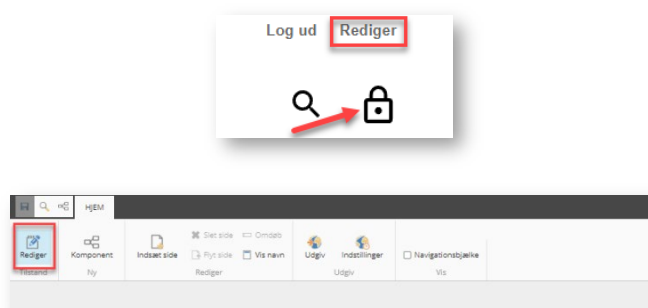 Log ud Rediger
HJEM
Slet side Omdøb
Rediger Komponent Indsæt side Flyt side Vis navn Udgiv Indstillinger Navigationsbjælke
Tilstand Ny Rediger Udgiv Vis